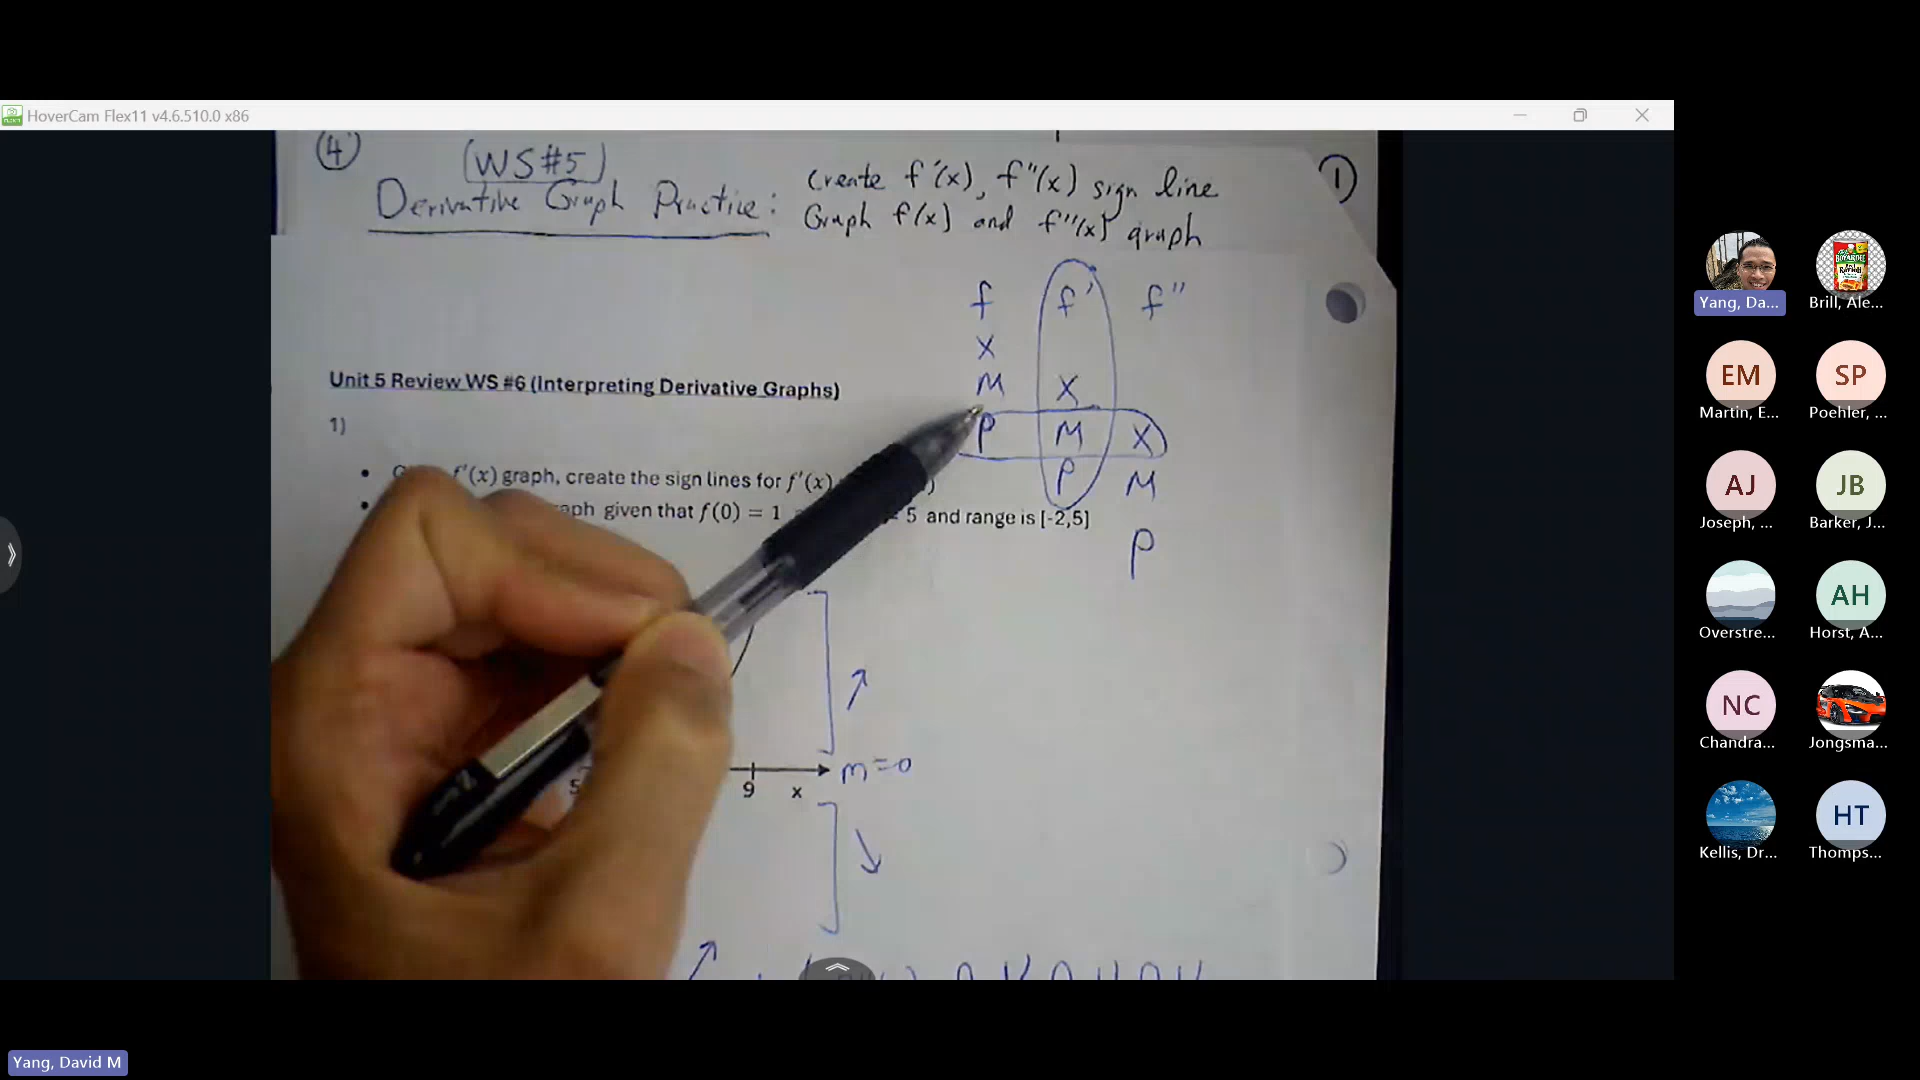 HoverCam Flex11 v4.6.510.0 x86
④ (WS#5) ①
Derivative Graph Practice: Create f'(x), f"(x) sign line
Graph f(x) and graph
f f' f"
X
M X
P M X
P M
P
Unit 5 Review WS #6 (Interpreting Derivative Graphs)
1)
• f'(x) graph, create the sign lines for f'(x) )
• given that f(0) = 1 5 and range is [-2,5]
↗
m=0
5 9 x
↘
↗
Yang, Da...
Brill, Ale...
EM
Martin, E...
SP
Poehler, ...
AJ
Joseph, ...
JB
Barker, J...
Overstre...
AH
Horst, A...
NC
Chandra...
Jongsma...
Kellis, Dr...
HT
Thomps...
Yang, David M